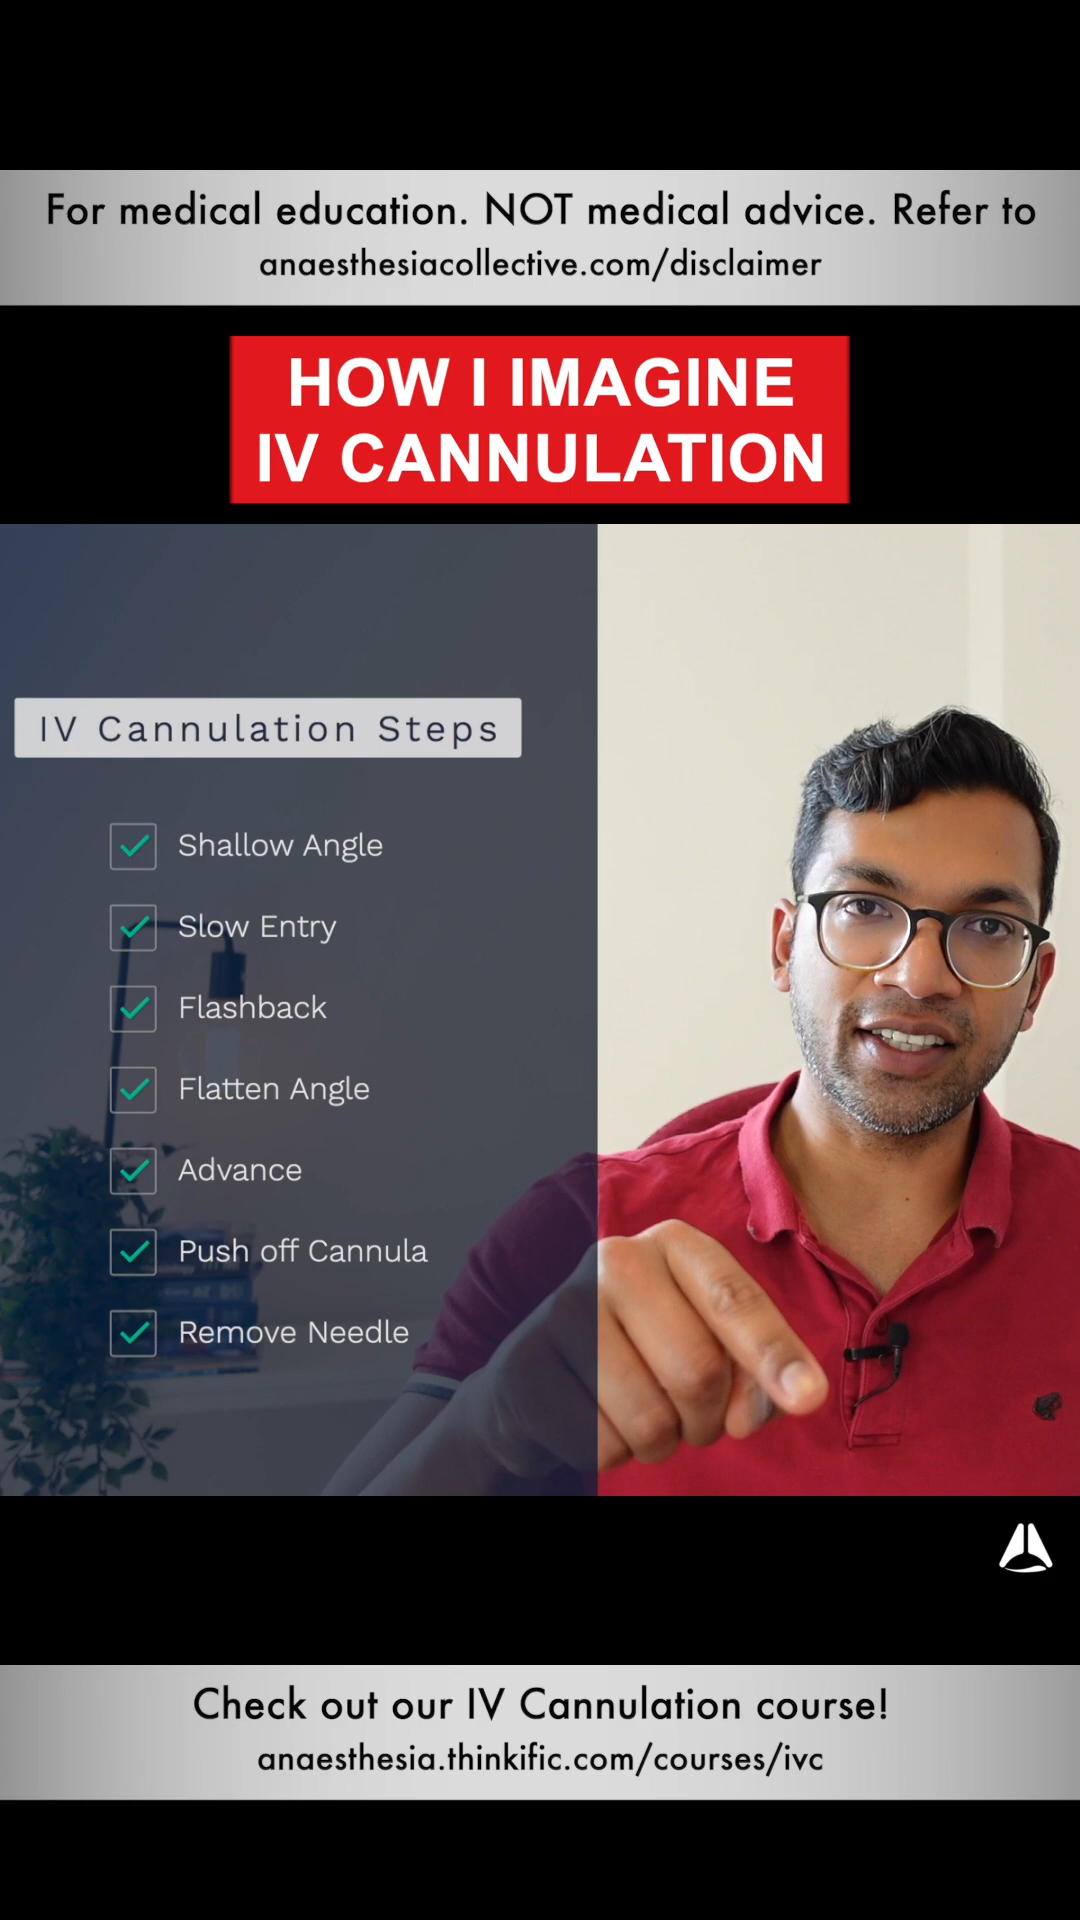 For medical education. NOT medical advice. Refer to
anaesthesiacollective.com/disclaimer
HOW I IMAGINE
IV CANNULATION
IV Cannulation Steps
Shallow Angle
Slow Entry
Flashback
Flatten Angle
Advance
Push off Cannula
Remove Needle
Check out our IV Cannulation course!
anaesthesia.thinkific.com/courses/ivc